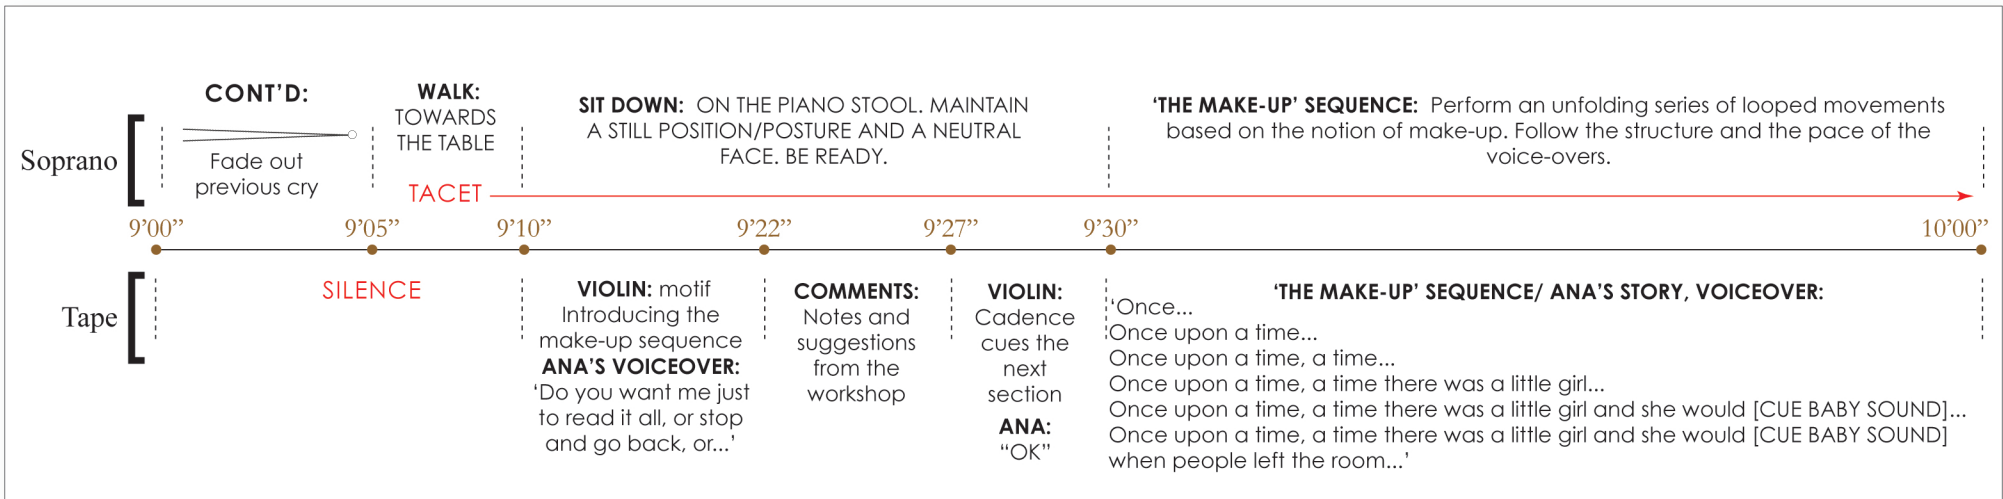 CONT’D:
Fade out
previous cry
WALK:
TOWARDS
THE TABLE
SIT DOWN: ON THE PIANO STOOL. MAINTAIN
A STILL POSITION/POSTURE AND A NEUTRAL
FACE. BE READY.
‘THE MAKE-UP’ SEQUENCE: Perform an unfolding series of looped movements
based on the notion of make-up. Follow the structure and the pace of the
voice-overs.
Soprano
TACET
9’00”
9’05”
9’10”
9’22”
9’27”
9’30”
10’00”
Tape
SILENCE
VIOLIN: motif
Introducing the
make-up sequence
ANA’S VOICEOVER:
‘Do you want me just
to read it all, or stop
and go back, or...’
COMMENTS:
Notes and
suggestions
from the
workshop
VIOLIN:
Cadence
cues the
next
section
ANA:
“OK”
‘THE MAKE-UP’ SEQUENCE/ ANA’S STORY, VOICEOVER:
‘Once...
Once upon a time...
Once upon a time, a time...
Once upon a time, a time there was a little girl...
Once upon a time, a time there was a little girl and she would [CUE BABY SOUND]...
Once upon a time, a time there was a little girl and she would [CUE BABY SOUND]
when people left the room...’